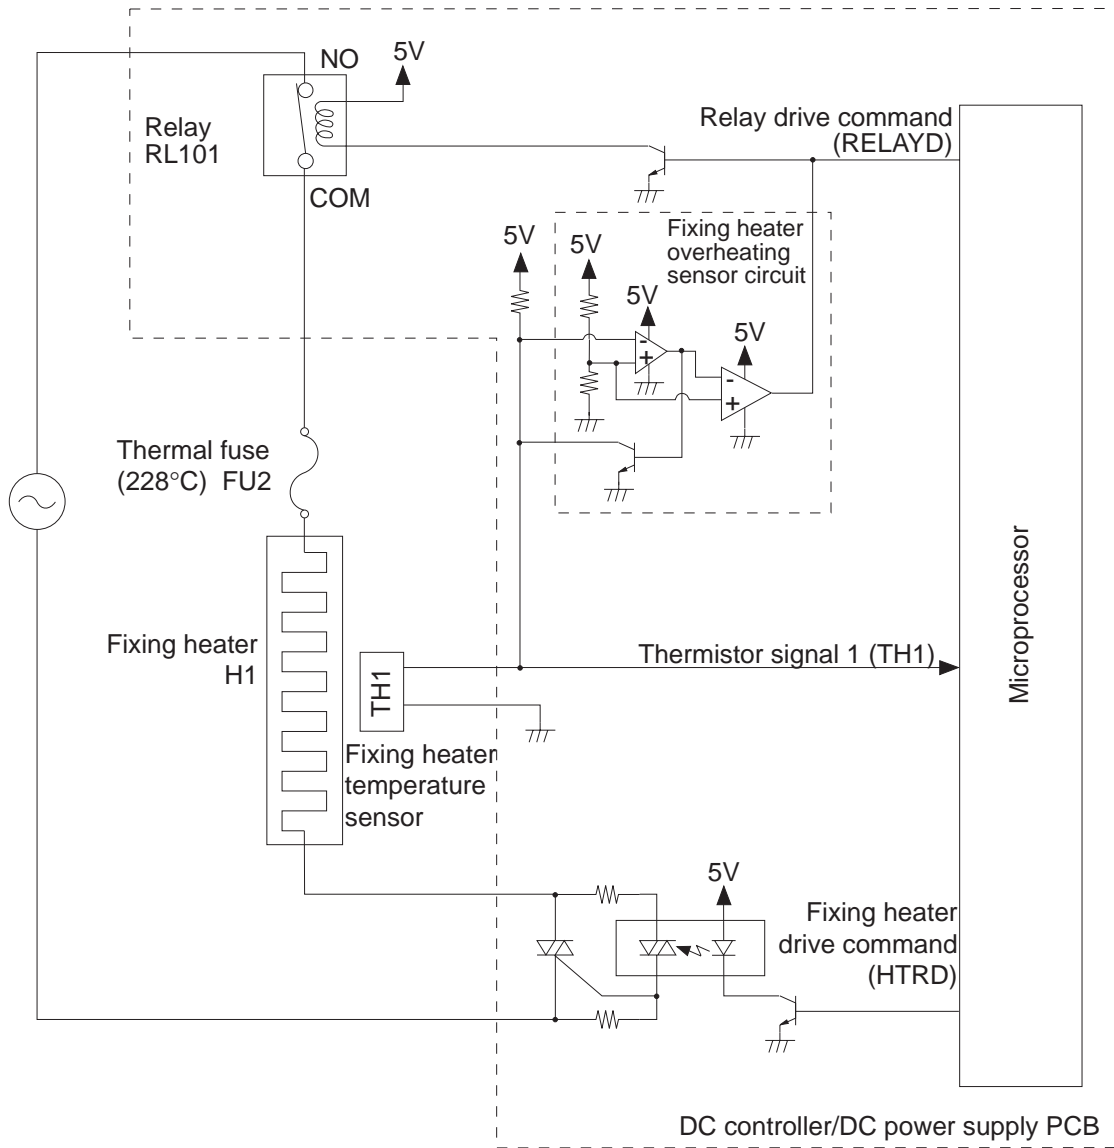 NO
5V
Relay
RL101
COM
Relay drive command
(RELAYD)
5V
5V
Fixing heater
overheating
sensor circuit
5V
5V
-
+
-
+
Thermal fuse
(228°C) FU2
Fixing heater
H1
TH1
Thermistor signal 1 (TH1)
Fixing heater
temperature
sensor
Microprocessor
5V
Fixing heater
drive command
(HTRD)
DC controller/DC power supply PCB